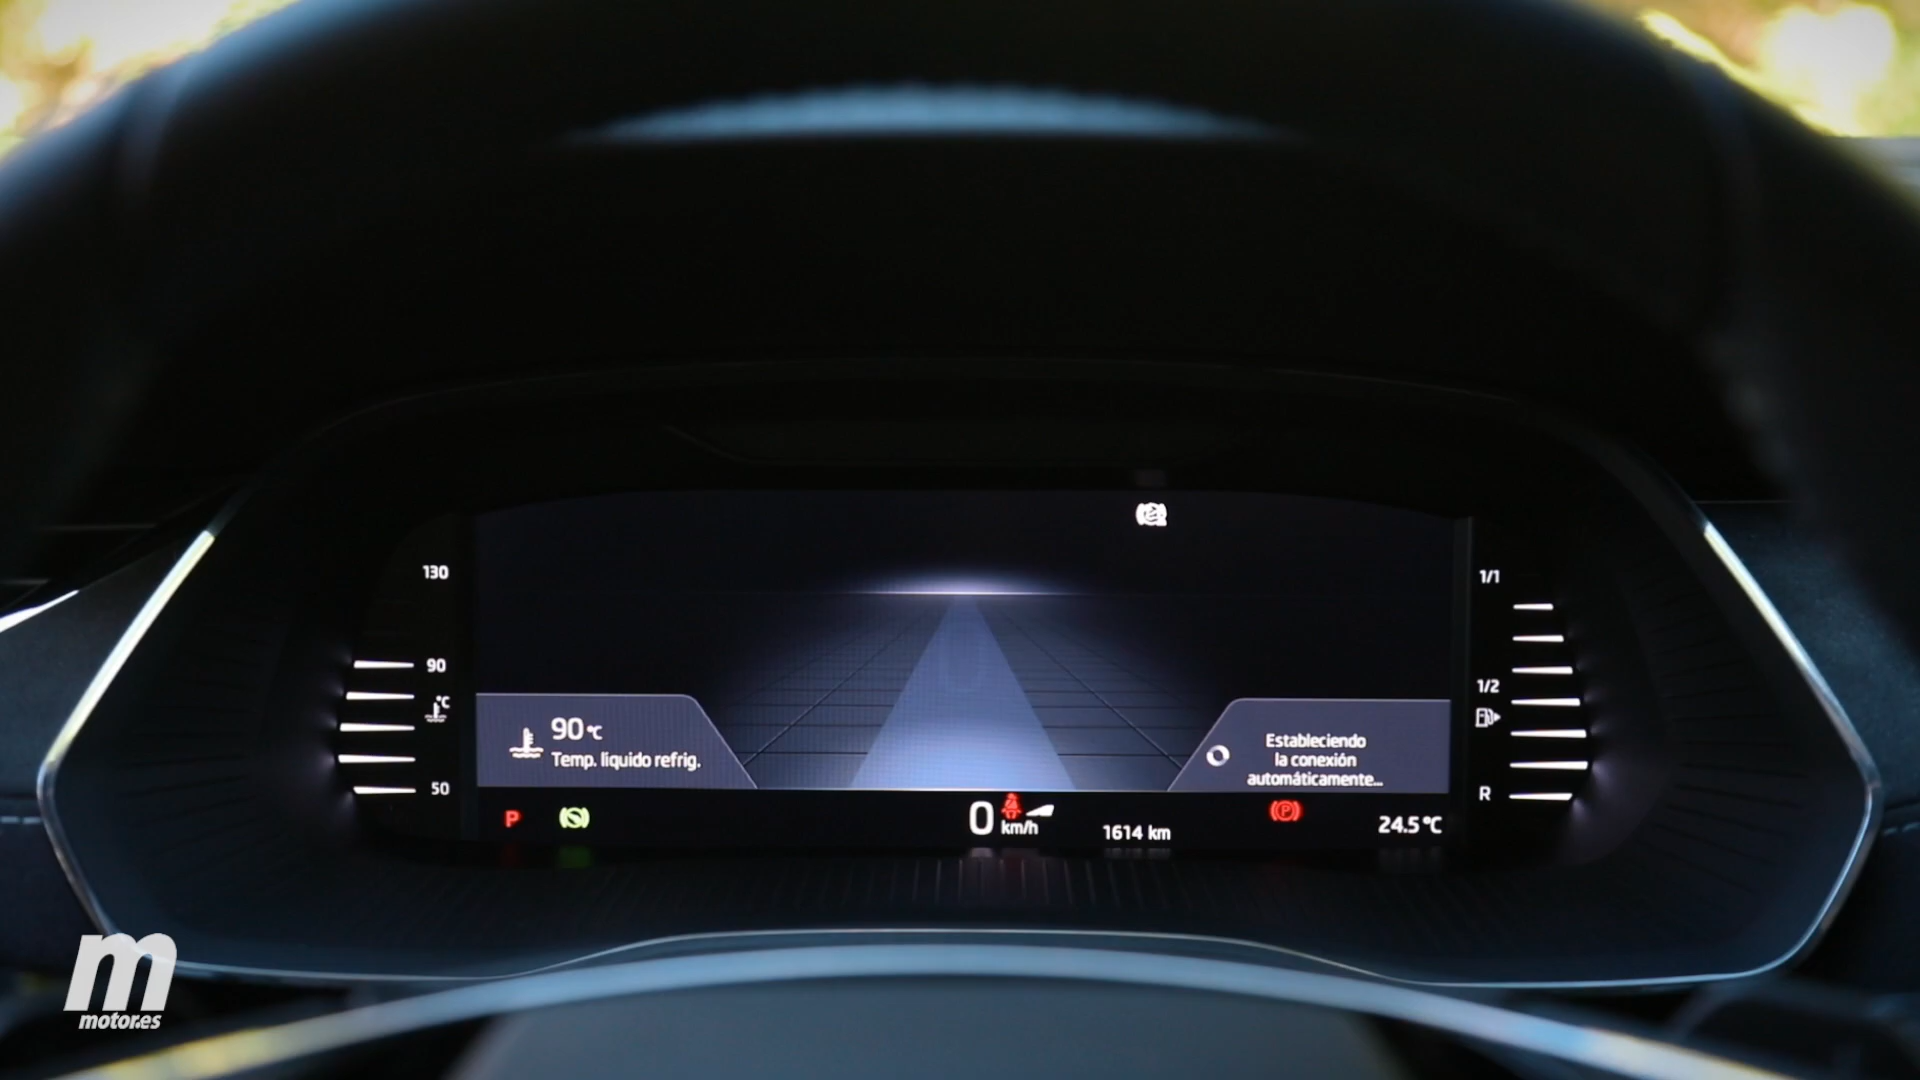 130
90
°C
50
90 °C
Temp. liquido refrig.
1/1
1/2
R
Estableciendo
la conexión
automáticamente...
P
0 km/h
1614 km
(P)
24.5 °C
m
motor.es